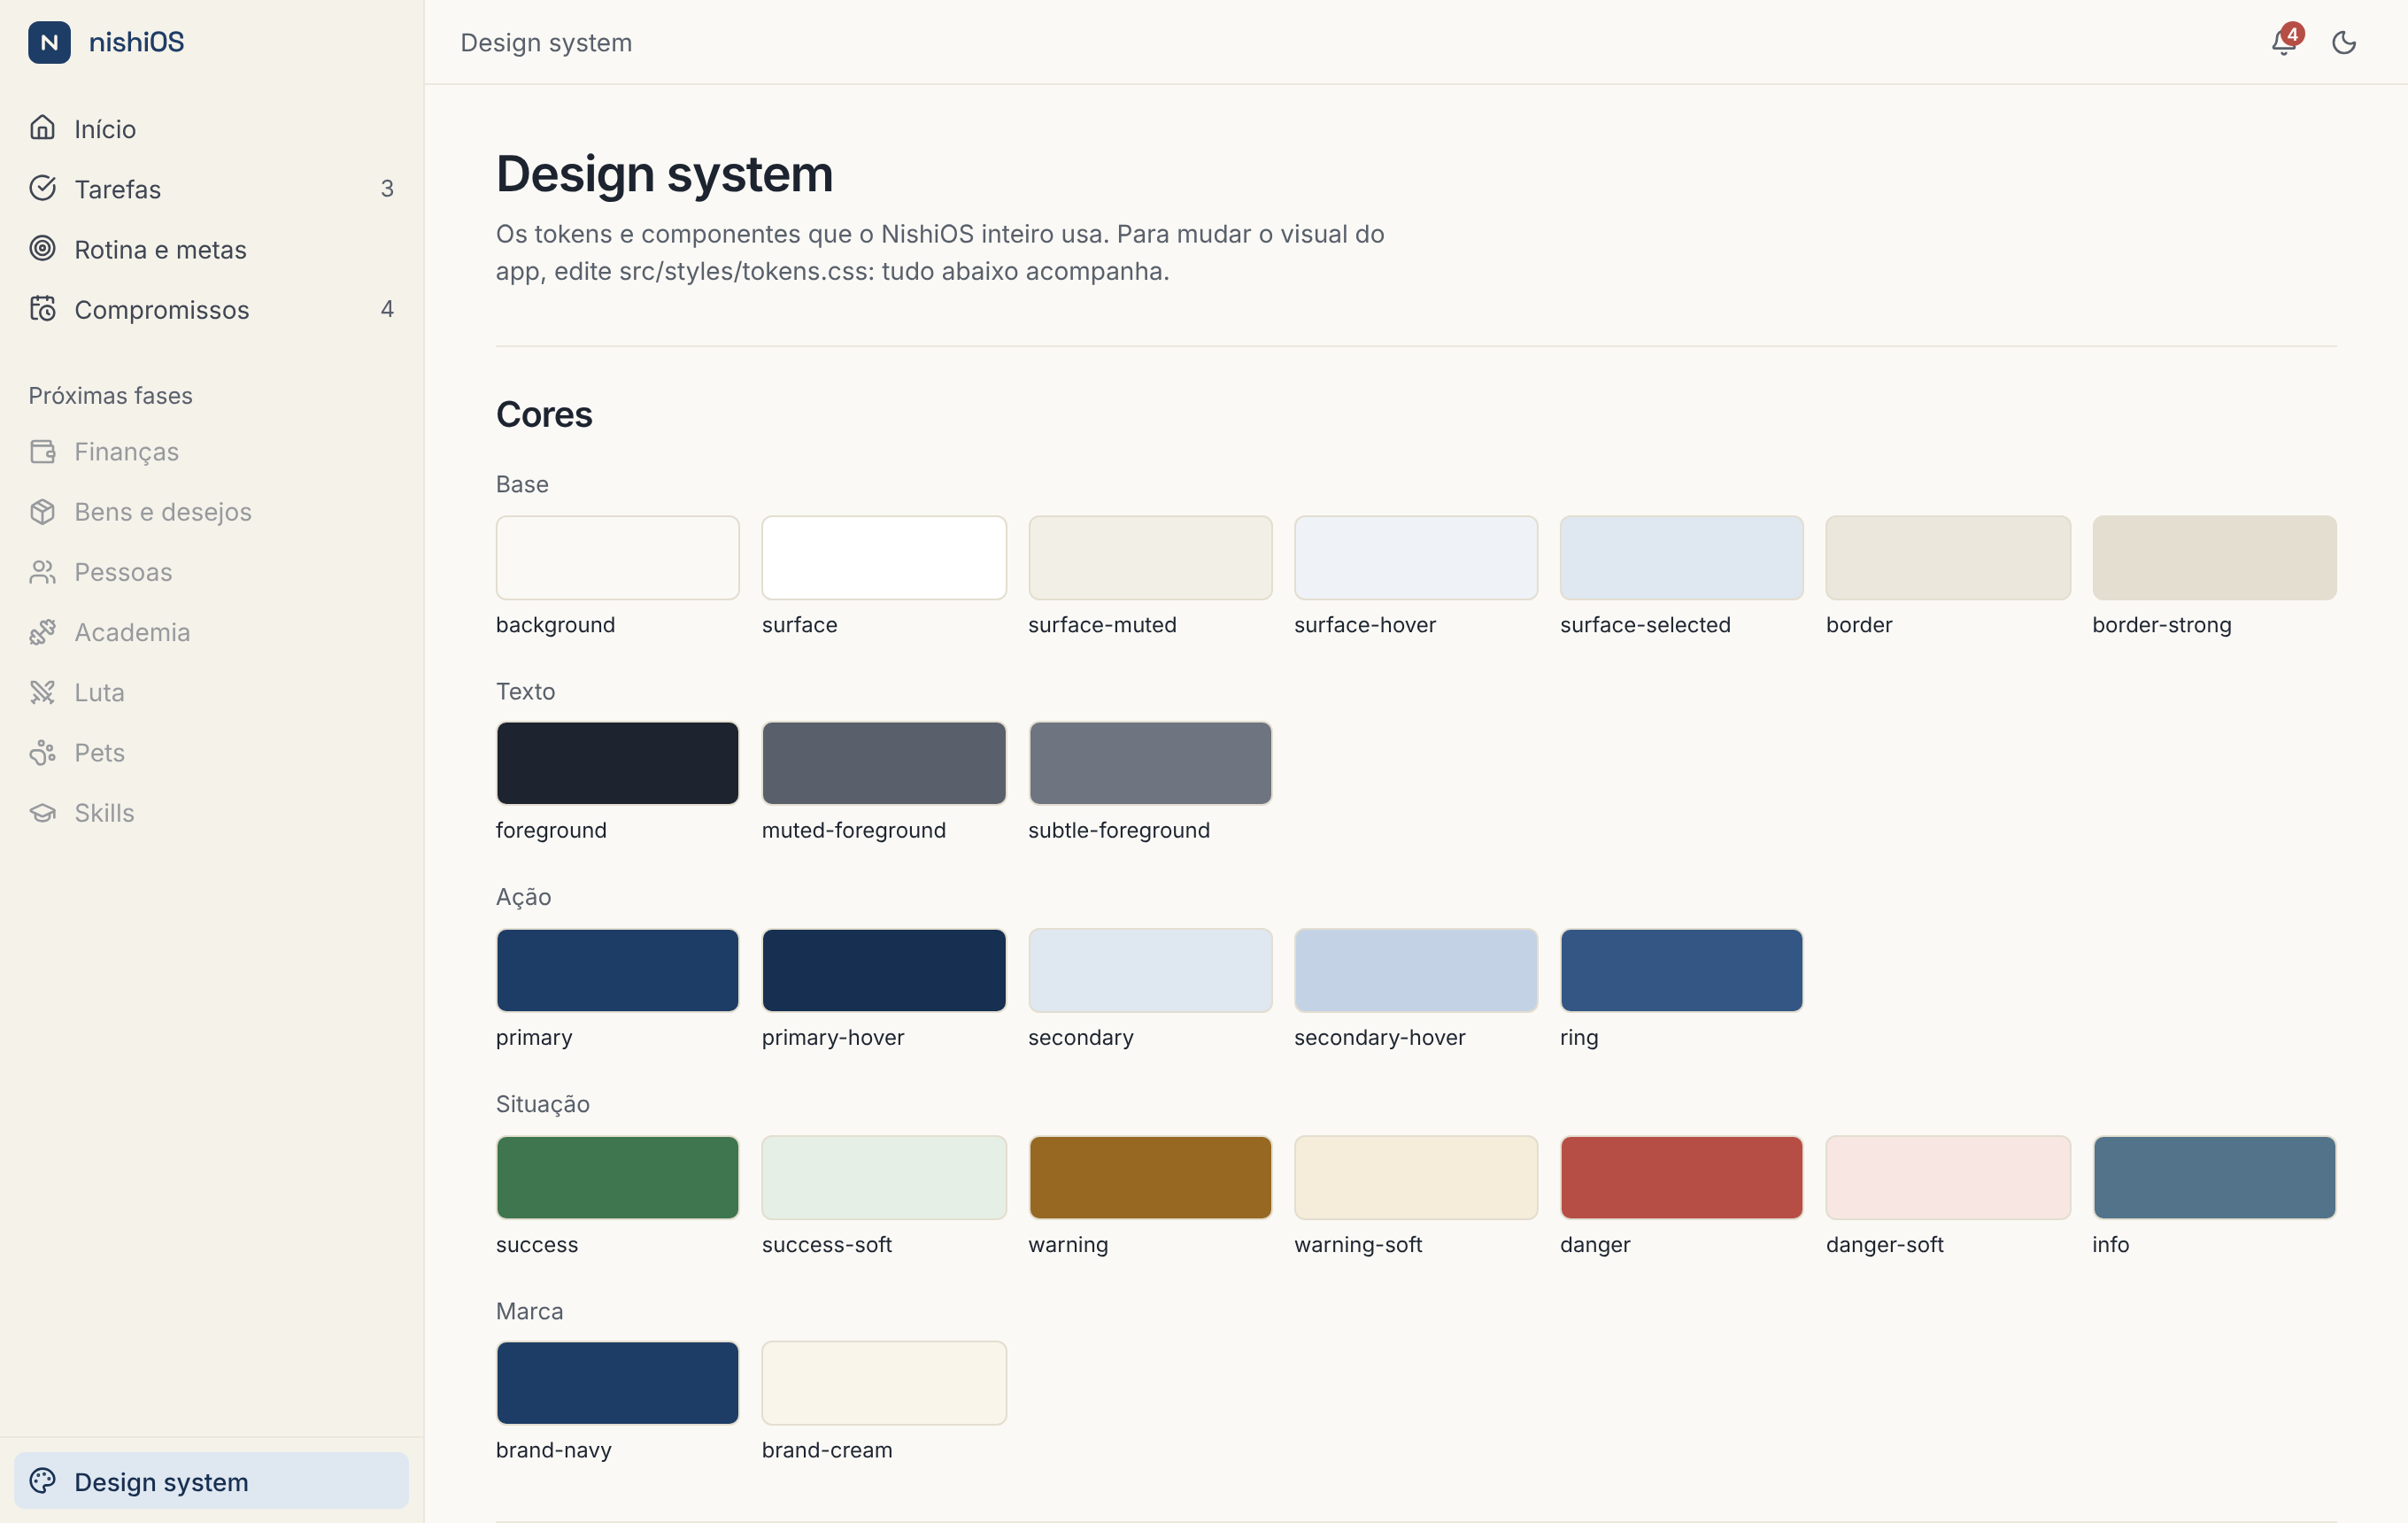 N nishiOS
Design system
4
Início
Tarefas 3
Rotina e metas
Compromissos 4
Próximas fases
Finanças
Bens e desejos
Pessoas
Academia
Luta
Pets
Skills
Design system
Design system
Os tokens e componentes que o NishiOS inteiro usa. Para mudar o visual do
app, edite src/styles/tokens.css: tudo abaixo acompanha.
Cores
Base
background surface surface-muted surface-hover surface-selected border border-strong
Texto
foreground muted-foreground subtle-foreground
Ação
primary primary-hover secondary secondary-hover ring
Situação
success success-soft warning warning-soft danger danger-soft info
Marca
brand-navy brand-cream